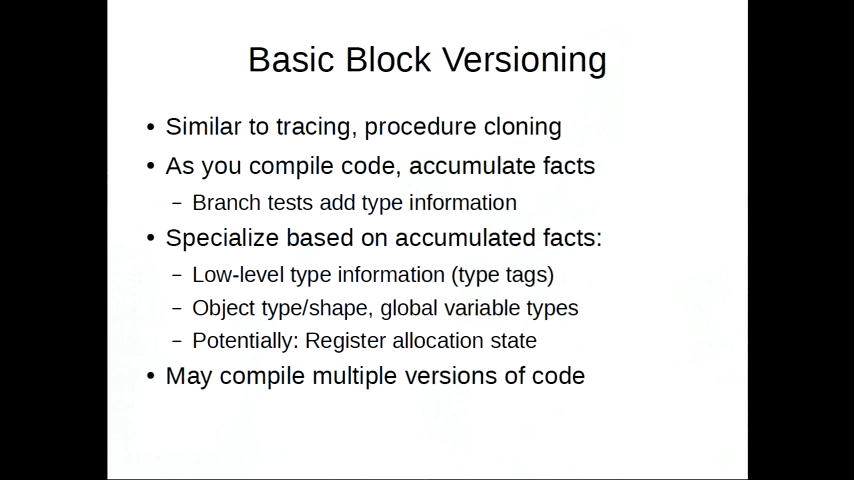 Basic Block Versioning
• Similar to tracing, procedure cloning
• As you compile code, accumulate facts
– Branch tests add type information
• Specialize based on accumulated facts:
– Low-level type information (type tags)
– Object type/shape, global variable types
– Potentially: Register allocation state
• May compile multiple versions of code